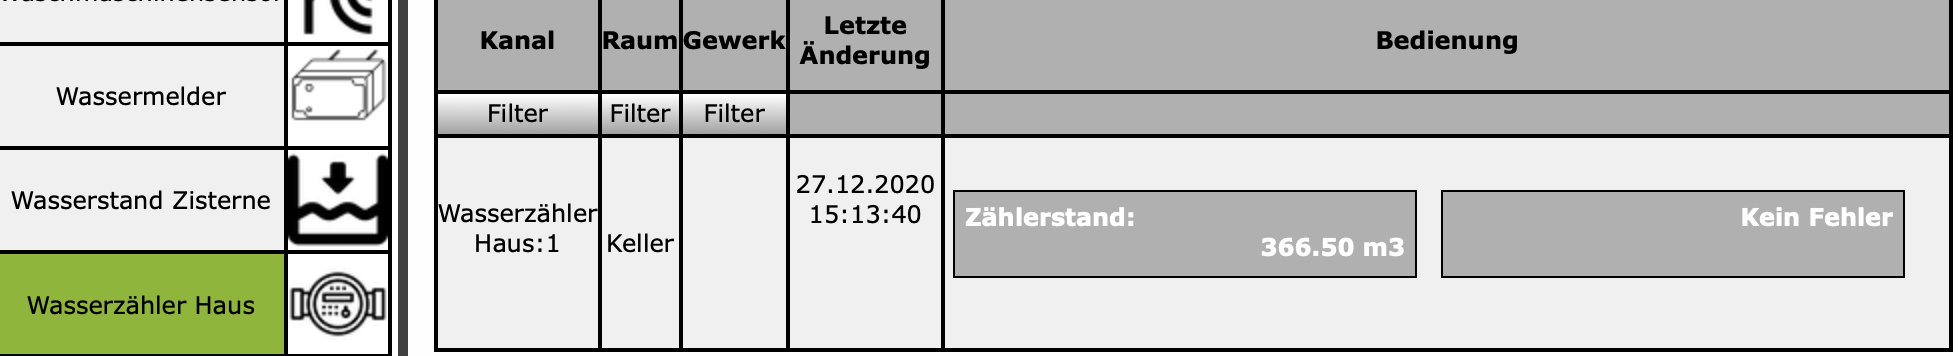 Wassermelder
Wasserstand Zisterne
Wasserzähler Haus
Kanal
Raum
Gewerk
Letzte
Änderung
Bedienung
Filter
Filter
Filter
Wasserzähler
Haus:1
Keller
27.12.2020
15:13:40
Zählerstand:
366.50 m3
Kein Fehler